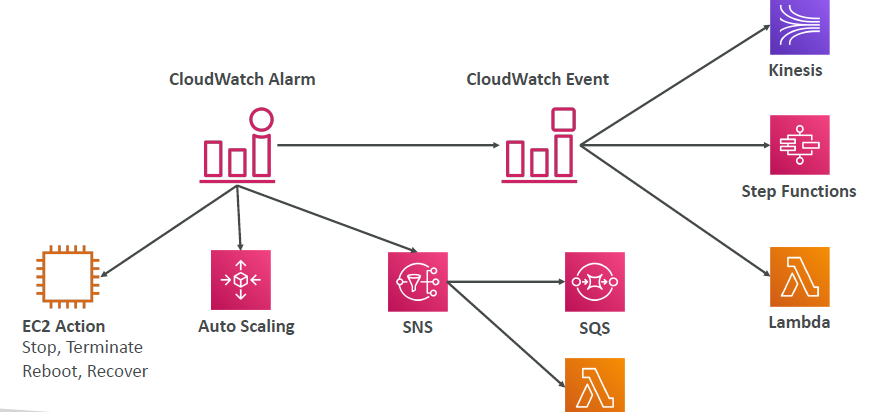 CloudWatch Alarm
CloudWatch Event
Kinesis
Step Functions
EC2 Action
Stop, Terminate
Reboot, Recover
Auto Scaling
SNS
SQS
Lambda